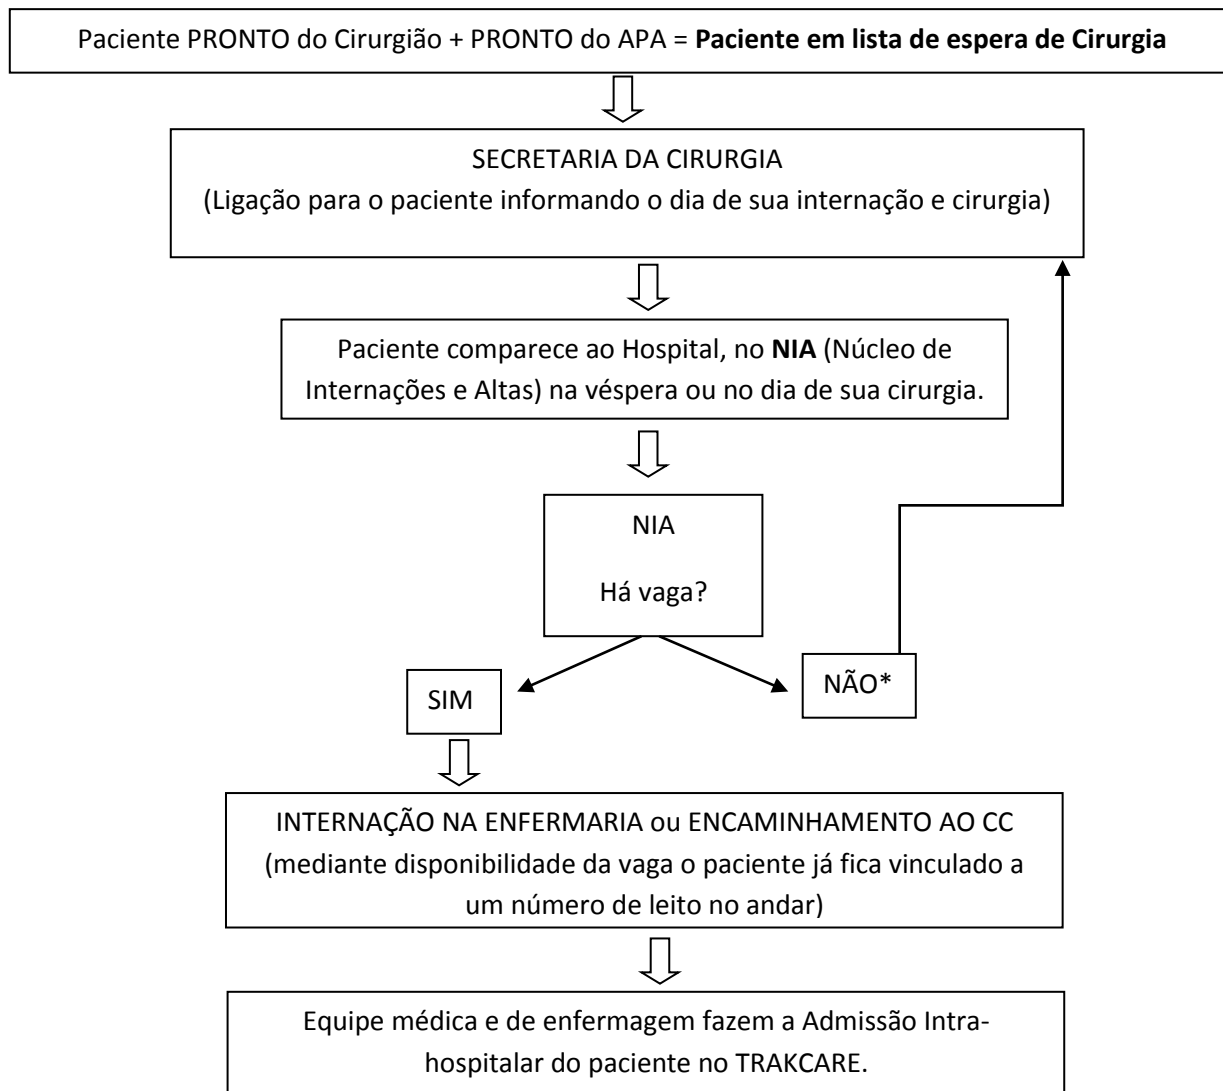 Paciente PRONTO do Cirurgião + PRONTO do APA = Paciente em lista de espera de Cirurgia
SECRETARIA DA CIRURGIA
(Ligação para o paciente informando o dia de sua internação e cirurgia)
Paciente comparece ao Hospital, no NIA (Núcleo de
Internações e Altas) na véspera ou no dia de sua cirurgia.
NIA
Há vaga?
SIM
NÃO*
INTERNAÇÃO NA ENFERMARIA ou ENCAMINHAMENTO AO CC
(mediante disponibilidade da vaga o paciente já fica vinculado a
um número de leito no andar)
Equipe médica e de enfermagem fazem a Admissão Intra-
hospitalar do paciente no TRAKCARE.